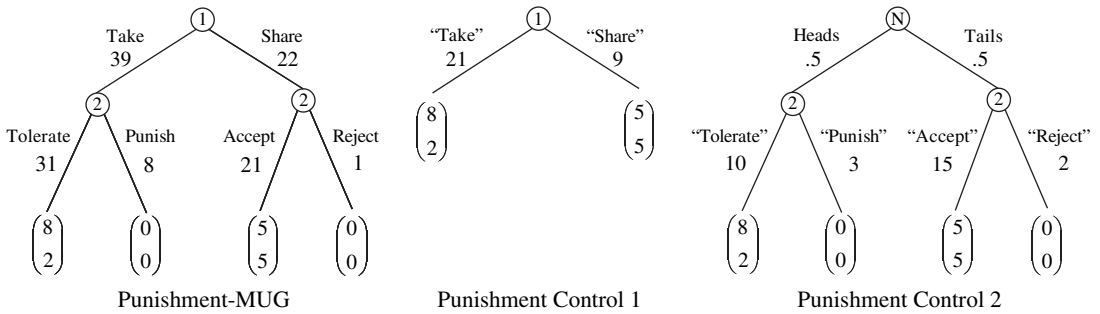 1
Take
Share
39
22
2
2
Tolerate
Punish
Accept
Reject
31
8
21
1
8
2
0
0
5
5
0
0
Punishment-MUG
1
“Take”
“Share”
21
9
8
2
5
5
Punishment Control 1
N
Heads
Tails
.5
.5
2
2
“Tolerate”
“Punish”
“Accept”
“Reject”
10
3
15
2
8
2
0
0
5
5
0
0
Punishment Control 2